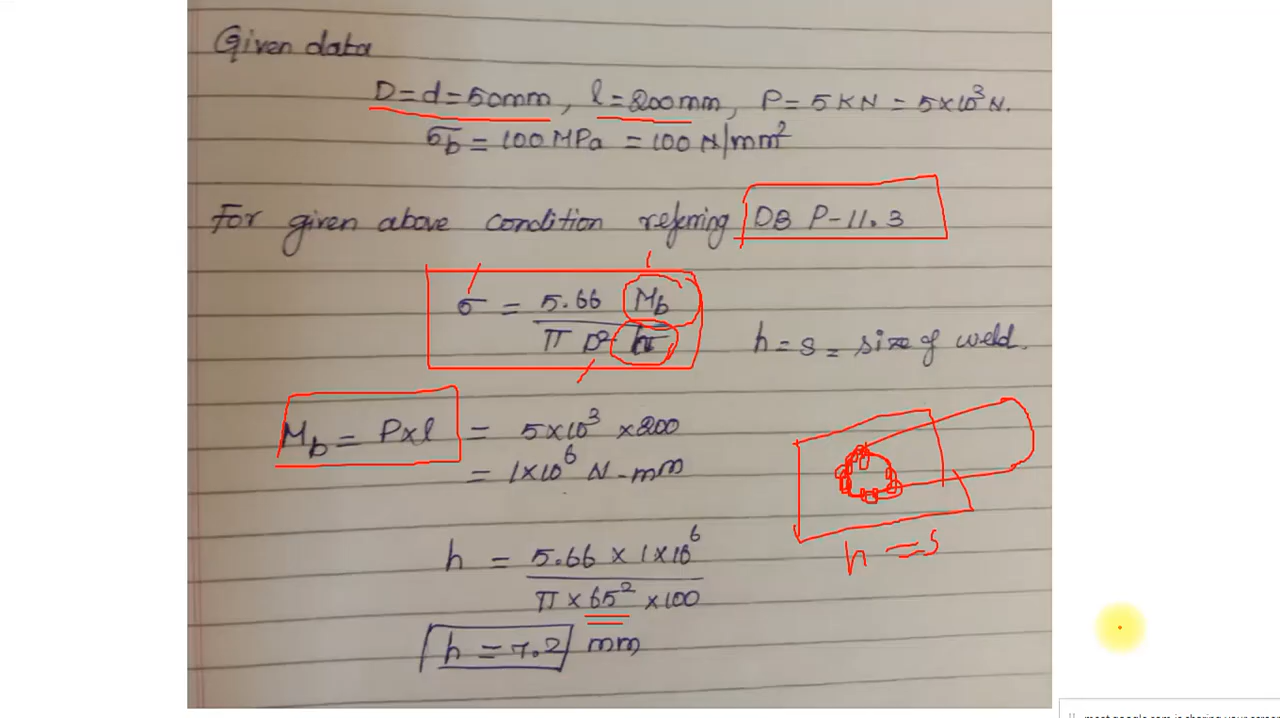 Given data
D = d = 50mm, l = 200mm, P = 5 KN = 5×10³ N.
σb = 100 MPa = 100 N/mm²
For given above condition referring DB P-11.3
σ = 5.66 Mb
π D² h
h = s = size of weld.
Mb = P×l = 5×10³ ×200
= 1×10⁶ N-mm
h = s
h = 5.66 × 1×10⁶
π × 65² ×100
h = 7.2 mm